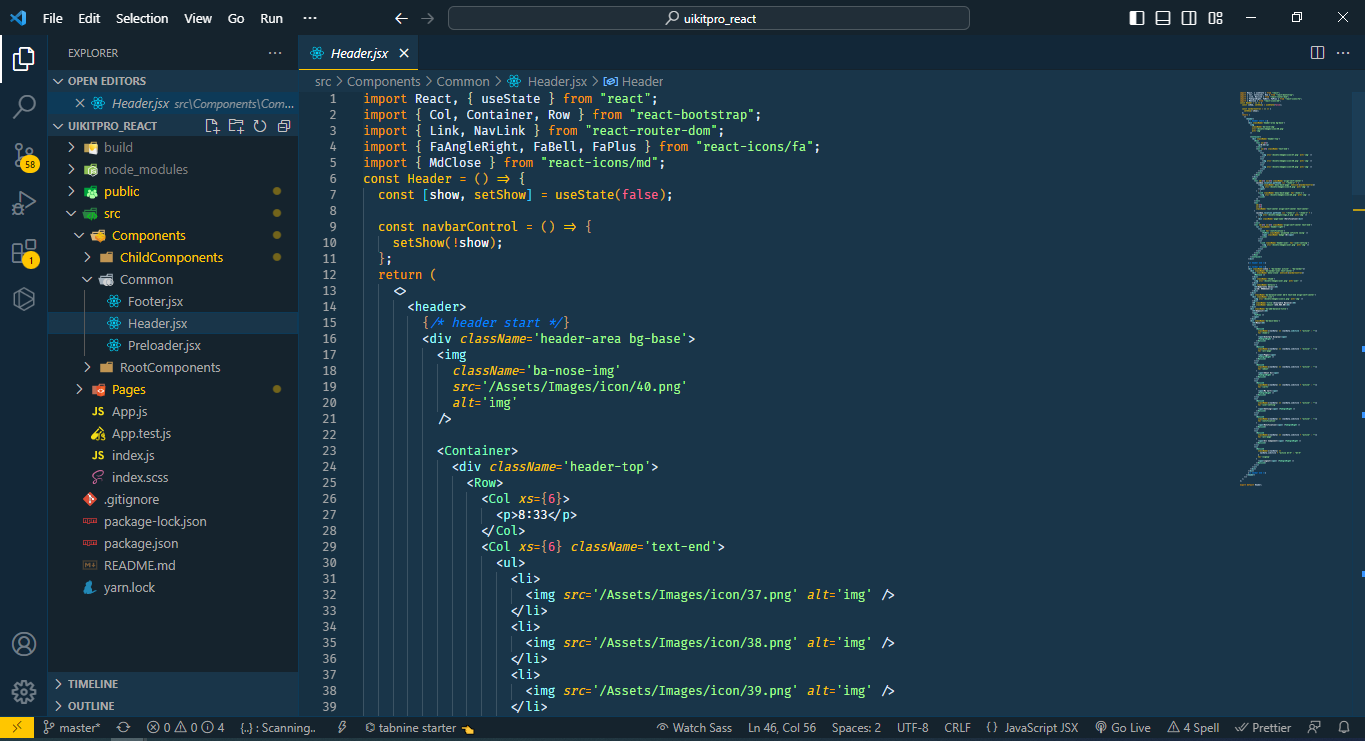 File Edit Selection View Go Run ··· uikitpro_react
EXPLORER ···
OPEN EDITORS
Header.jsx src\Components\Com...
UIKITPRO_REACT
build
node_modules
public
src
Components
ChildComponents
Common
Footer.jsx
Header.jsx
Preloader.jsx
RootComponents
Pages
JS App.js
App.test.js
JS index.js
index.scss
.gitignore
package-lock.json
package.json
README.md
yarn.lock
TIMELINE
OUTLINE
58
1
Header.jsx
src > Components > Common > Header.jsx > Header
1 import React, { useState } from "react";
2 import { Col, Container, Row } from "react-bootstrap";
3 import { Link, NavLink } from "react-router-dom";
4 import { FaAngleRight, FaBell, FaPlus } from "react-icons/fa";
5 import { MdClose } from "react-icons/md";
6 const Header = () => {
7 const [show, setShow] = useState(false);
8
9 const navbarControl = () => {
10 setShow(!show);
11 };
12 return (
13 <>
14 <header>
15 {/* header start */}
16 <div className='header-area bg-base'>
17 <img
18 className='ba-nose-img'
19 src='/Assets/Images/icon/40.png'
20 alt='img'
21 />
22
23 <Container>
24 <div className='header-top'>
25 <Row>
26 <Col xs={6}>
27 <p>8:33</p>
28 </Col>
29 <Col xs={6} className='text-end'>
30 <ul>
31 <li>
32 <img src='/Assets/Images/icon/37.png' alt='img' />
33 </li>
34 <li>
35 <img src='/Assets/Images/icon/38.png' alt='img' />
36 </li>
37 <li>
38 <img src='/Assets/Images/icon/39.png' alt='img' />
39 </li>
master* 0 0 4 {..} : Scanning.. tabnine starter Watch Sass Ln 46, Col 56 Spaces: 2 UTF-8 CRLF {} JavaScript JSX Go Live 4 Spell Prettier